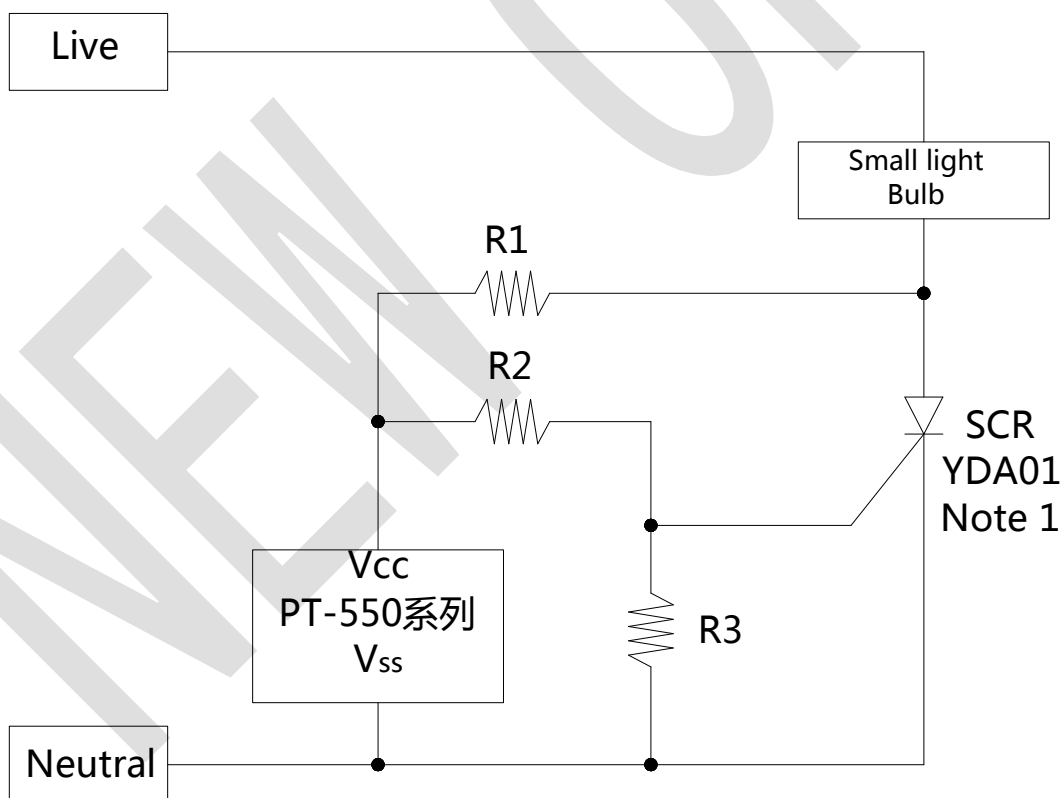 Live
Small light
Bulb
R1
R2
SCR
YDA01
Note 1
Vcc
PT-550系列
Vss
R3
Neutral
NEW